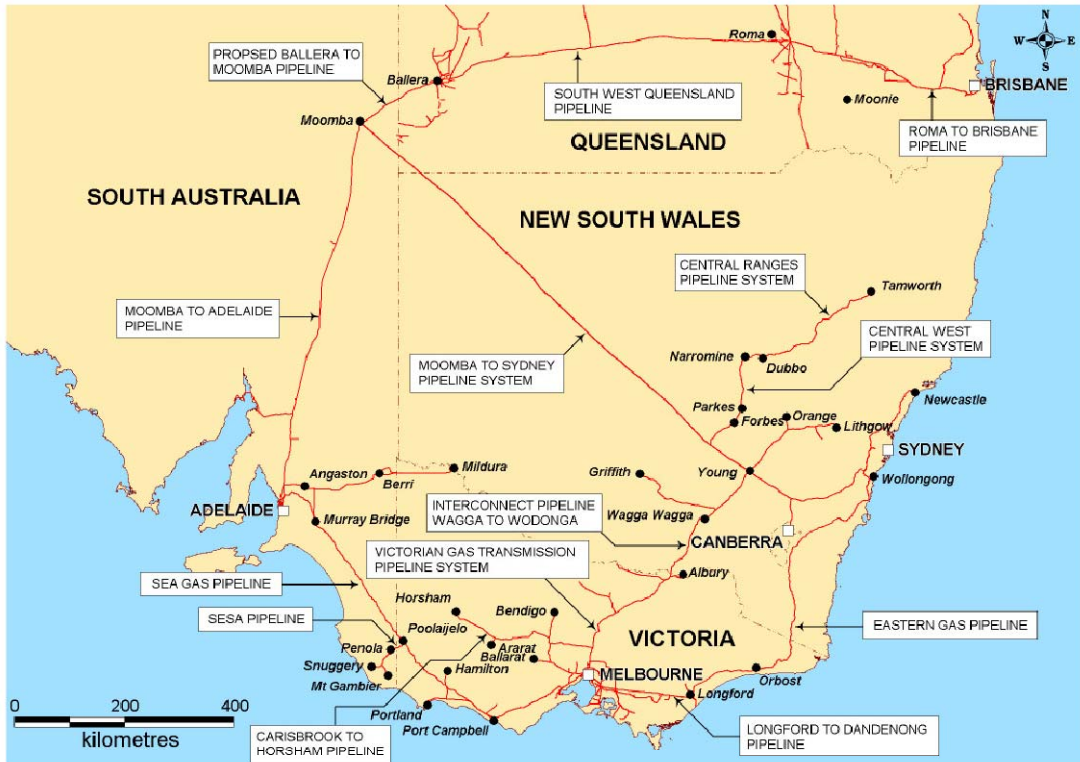 N
W
E
S
Roma
PROPSED BALLERA TO
MOOMBA PIPELINE
Ballera
BRISBANE
SOUTH WEST QUEENSLAND
PIPELINE
Moonie
Moomba
QUEENSLAND
ROMA TO BRISBANE
PIPELINE
SOUTH AUSTRALIA
NEW SOUTH WALES
CENTRAL RANGES
PIPELINE SYSTEM
Tamworth
MOOMBA TO ADELAIDE
PIPELINE
CENTRAL WEST
PIPELINE SYSTEM
MOOMBA TO SYDNEY
PIPELINE SYSTEM
Narromine
Dubbo
Newcastle
Parkes
Forbes
Orange
Lithgow
SYDNEY
Angaston
Mildura
Berri
Griffith
Young
Wollongong
ADELAIDE
Murray Bridge
INTERCONNECT PIPELINE
WAGGA TO WODONGA
Wagga Wagga
CANBERRA
VICTORIAN GAS TRANSMISSION
PIPELINE SYSTEM
Albury
SEA GAS PIPELINE
Horsham
Bendigo
SESA PIPELINE
Poolaijelo
VICTORIA
EASTERN GAS PIPELINE
Penola
Ararat
Ballarat
Snuggery
Hamilton
MELBOURNE
Orbost
Mt Gambier
Longford
Portland
Port Campbell
0 200 400
kilometres
CARISBROOK TO
HORSHAM PIPELINE
LONGFORD TO DANDENONG
PIPELINE